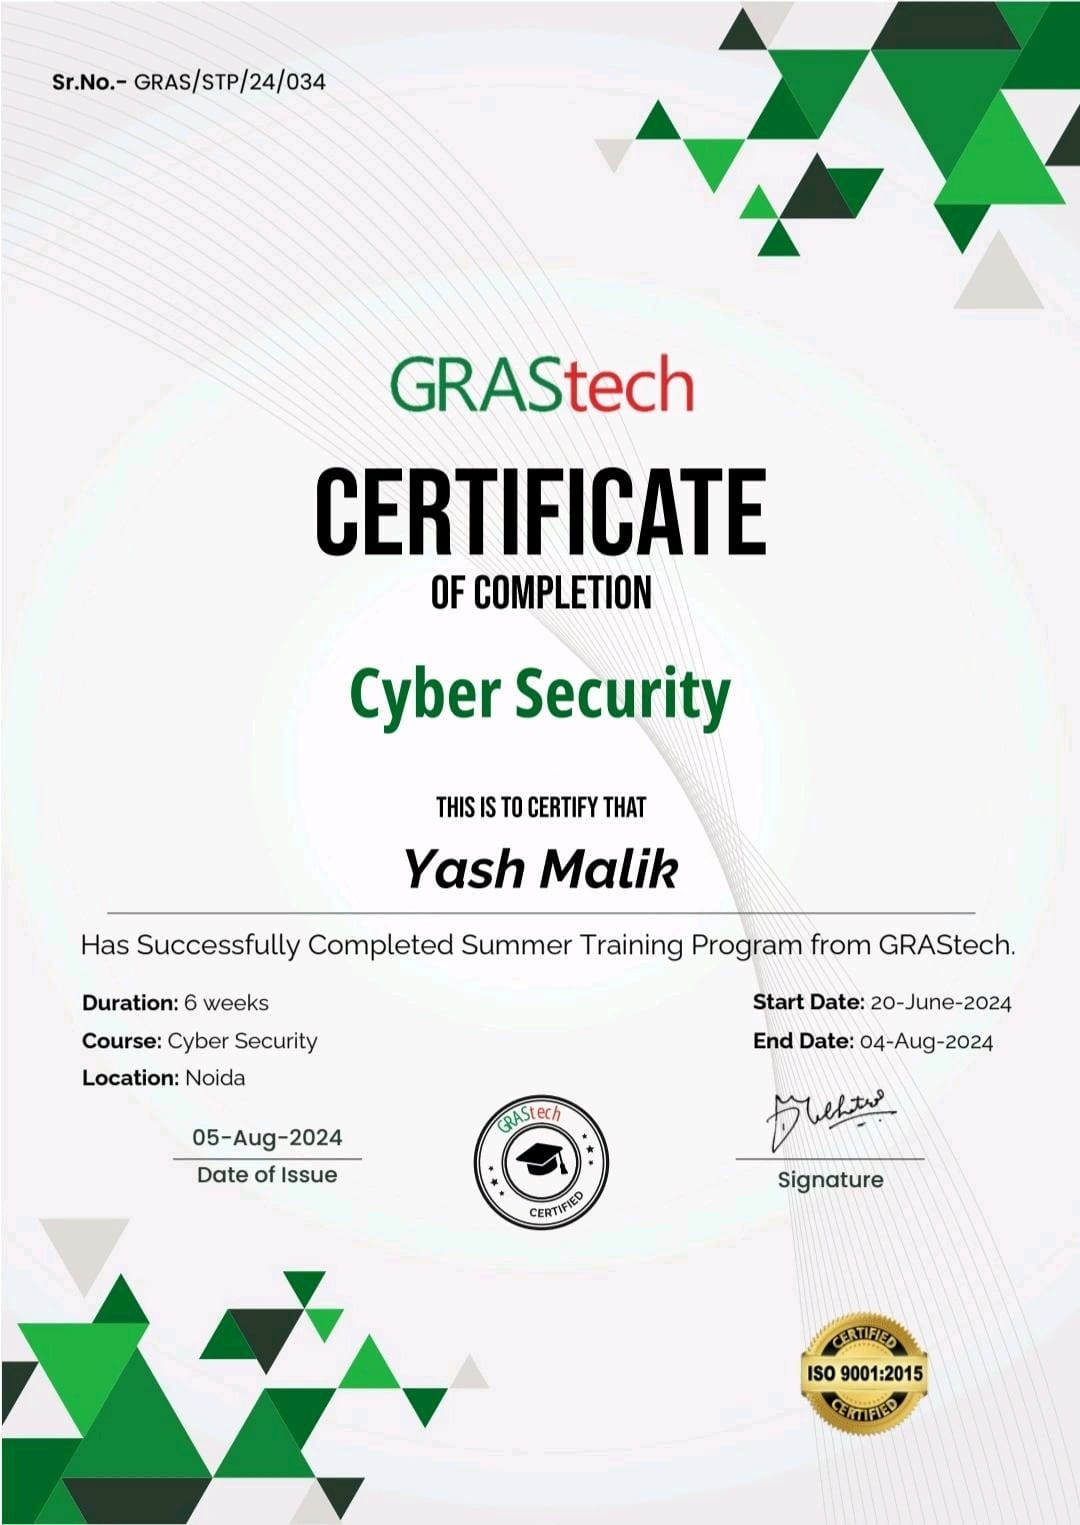 Sr.No.- GRAS/STP/24/034
GRAStech
CERTIFICATE
OF COMPLETION
Cyber Security
THIS IS TO CERTIFY THAT
Yash Malik
Has Successfully Completed Summer Training Program from GRAStech.
Duration: 6 weeks
Start Date: 20-June-2024
Course: Cyber Security
End Date: 04-Aug-2024
Location: Noida
05-Aug-2024
Date of Issue
GRAStech
CERTIFIED
Signature
CERTIFIED
ISO 9001:2015
CERTIFIED